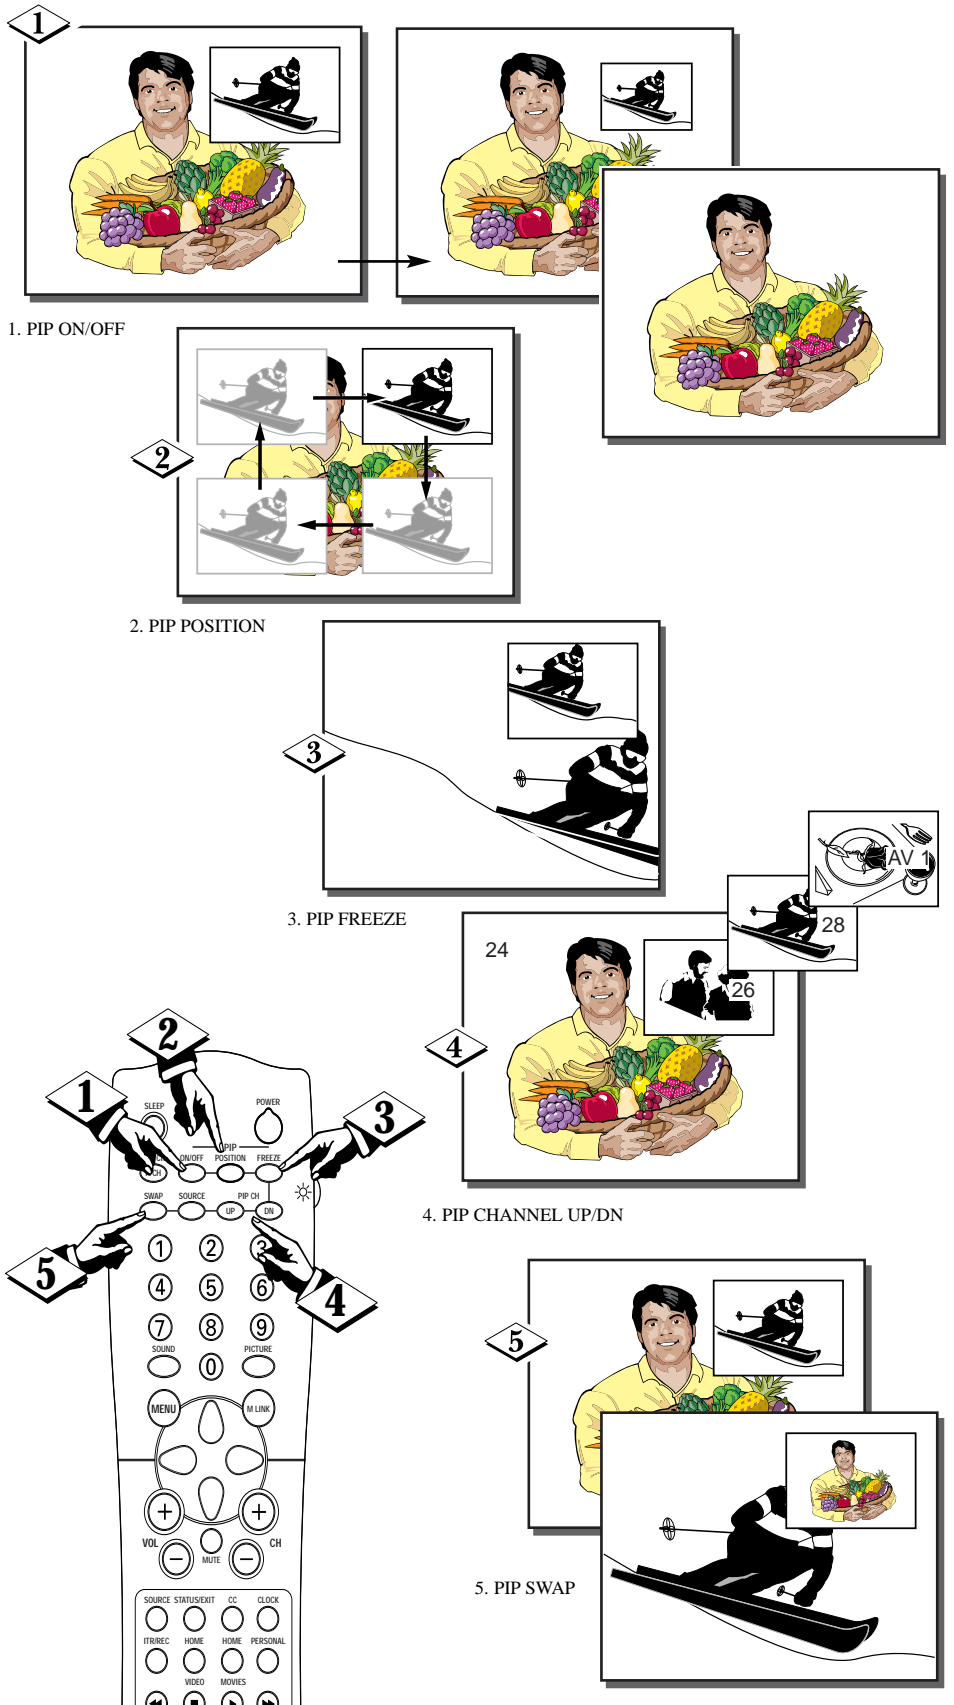 1
1. PIP ON/OFF
2
2. PIP POSITION
3
3. PIP FREEZE
AV 1
28
26
24
4
4. PIP CHANNEL UP/DN
5
5. PIP SWAP
2
1
3
SLEEP
POWER
PIP
ON/OFF
POSITION
FREEZE
CH
SWAP
SOURCE
PIP CH
UP
DN
5
4
1 2 3
4 5 6
7 8 9
SOUND
0
PICTURE
MENU
M LINK
+ +
VOL
CH
− −
MUTE
SOURCE STATUS/EXIT CC CLOCK
ITR/REC HOME HOME PERSONAL
VIDEO MOVIES